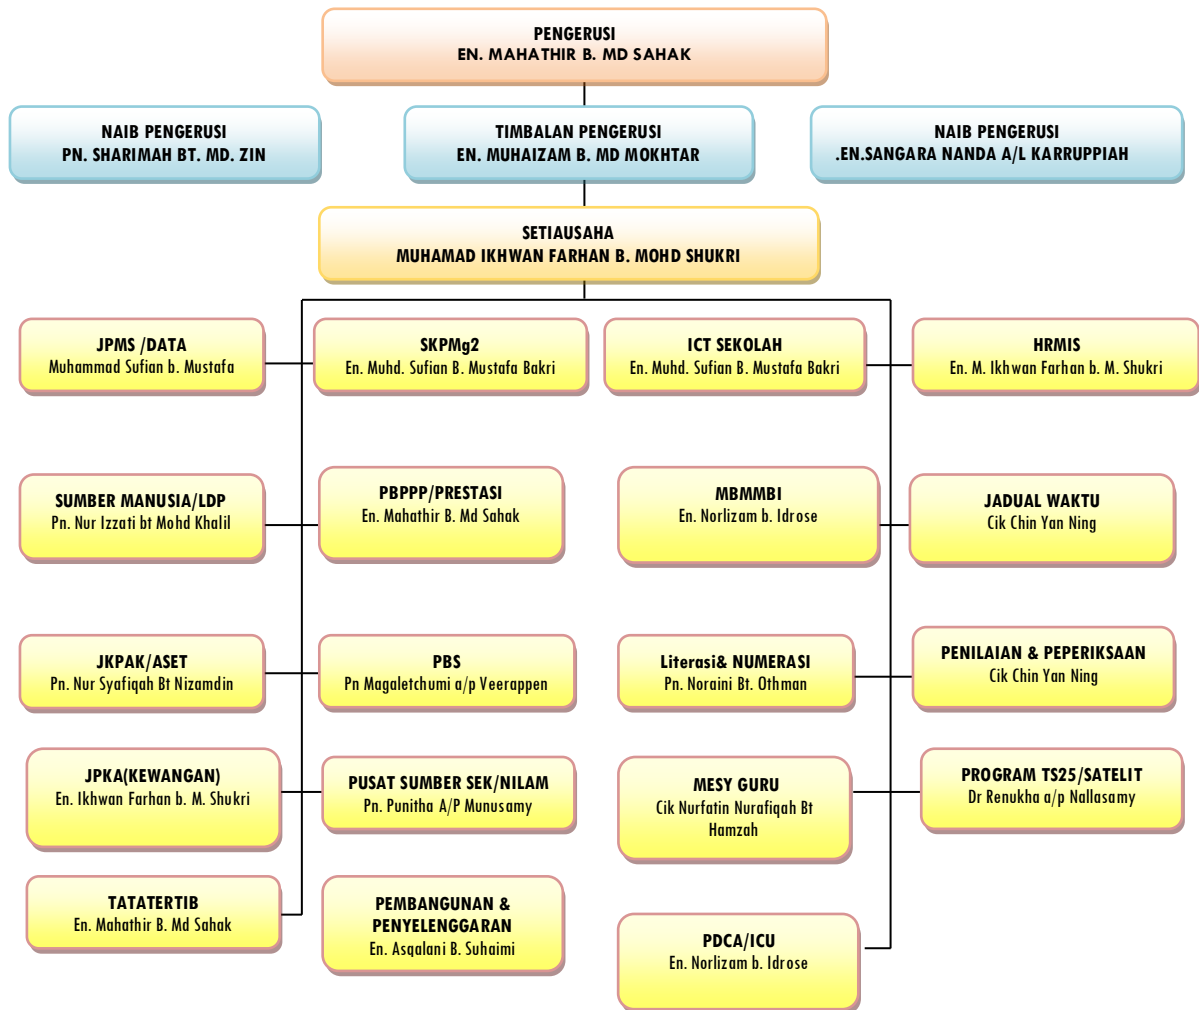 PENGERUSI
EN. MAHATHIR B. MD SAHAK
NAIB PENGERUSI
PN. SHARIMAH BT. MD. ZIN
TIMBALAN PENGERUSI
EN. MUHAIZAM B. MD MOKHTAR
NAIB PENGERUSI
.EN.SANGARA NANDA A/L KARRUPPIAH
SETIAUSAHA
MUHAMAD IKHWAN FARHAN B. MOHD SHUKRI
JPMS /DATA
Muhammad Sufian b. Mustafa
SKPMg2
En. Muhd. Sufian B. Mustafa Bakri
ICT SEKOLAH
En. Muhd. Sufian B. Mustafa Bakri
HRMIS
En. M. Ikhwan Farhan b. M. Shukri
SUMBER MANUSIA/LDP
Pn. Nur Izzati bt Mohd Khalil
PBPPP/PRESTASI
En. Mahathir B. Md Sahak
MBMMBI
En. Norlizam b. Idrose
JADUAL WAKTU
Cik Chin Yan Ning
JKPAK/ASET
Pn. Nur Syafiqah Bt Nizamdin
PBS
Pn Magaletchumi a/p Veerappen
Literasi& NUMERASI
Pn. Noraini Bt. Othman
PENILAIAN & PEPERIKSAAN
Cik Chin Yan Ning
JPKA(KEWANGAN)
En. Ikhwan Farhan b. M. Shukri
PUSAT SUMBER SEK/NILAM
Pn. Punitha A/P Munusamy
MESY GURU
Cik Nurfatin Nurafiqah Bt
Hamzah
PROGRAM TS25/SATELIT
Dr Renukha a/p Nallasamy
TATATERTIB
En. Mahathir B. Md Sahak
PEMBANGUNAN &
PENYELENGGARAN
En. Asqalani B. Suhaimi
PDCA/ICU
En. Norlizam b. Idrose